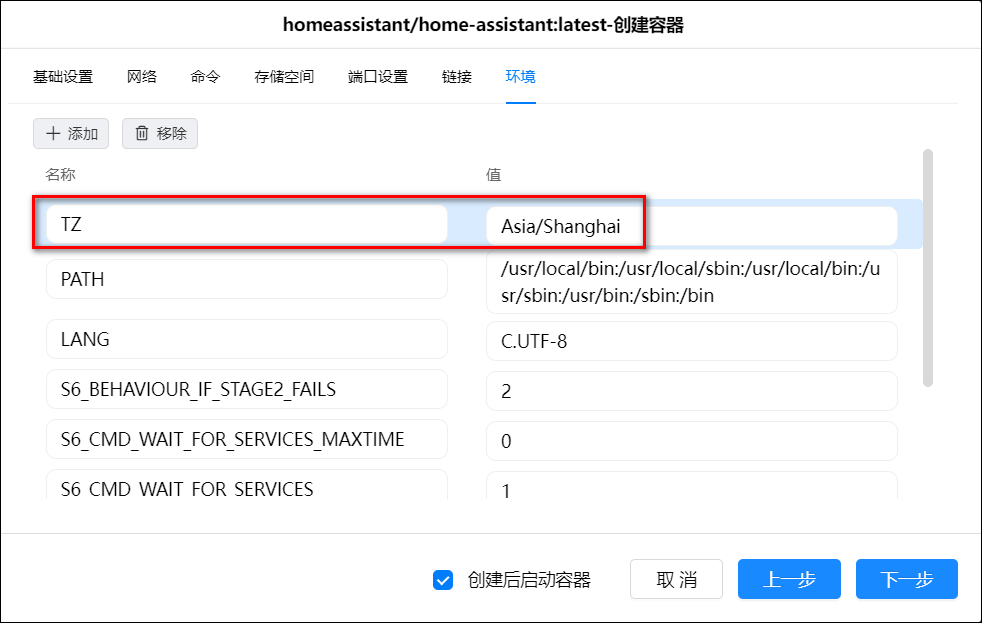 homeassistant/home-assistant:latest-创建容器
基础设置 网络 命令 存储空间 端口设置 链接 环境
添加 移除
名称 值
TZ Asia/Shanghai
PATH /usr/local/bin:/usr/local/sbin:/usr/local/bin:/u
sr/sbin:/usr/bin:/sbin:/bin
LANG C.UTF-8
S6_BEHAVIOUR_IF_STAGE2_FAILS 2
S6_CMD_WAIT_FOR_SERVICES_MAXTIME 0
S6_CMD_WAIT_FOR_SERVICES 1
创建后启动容器 取消 上一步 下一步